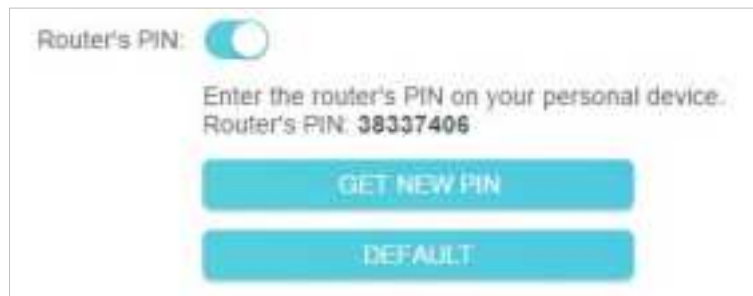 Router's PIN:
Enter the router's PIN on your personal device.
Router's PIN: 38337406
GET NEW PIN
DEFAULT